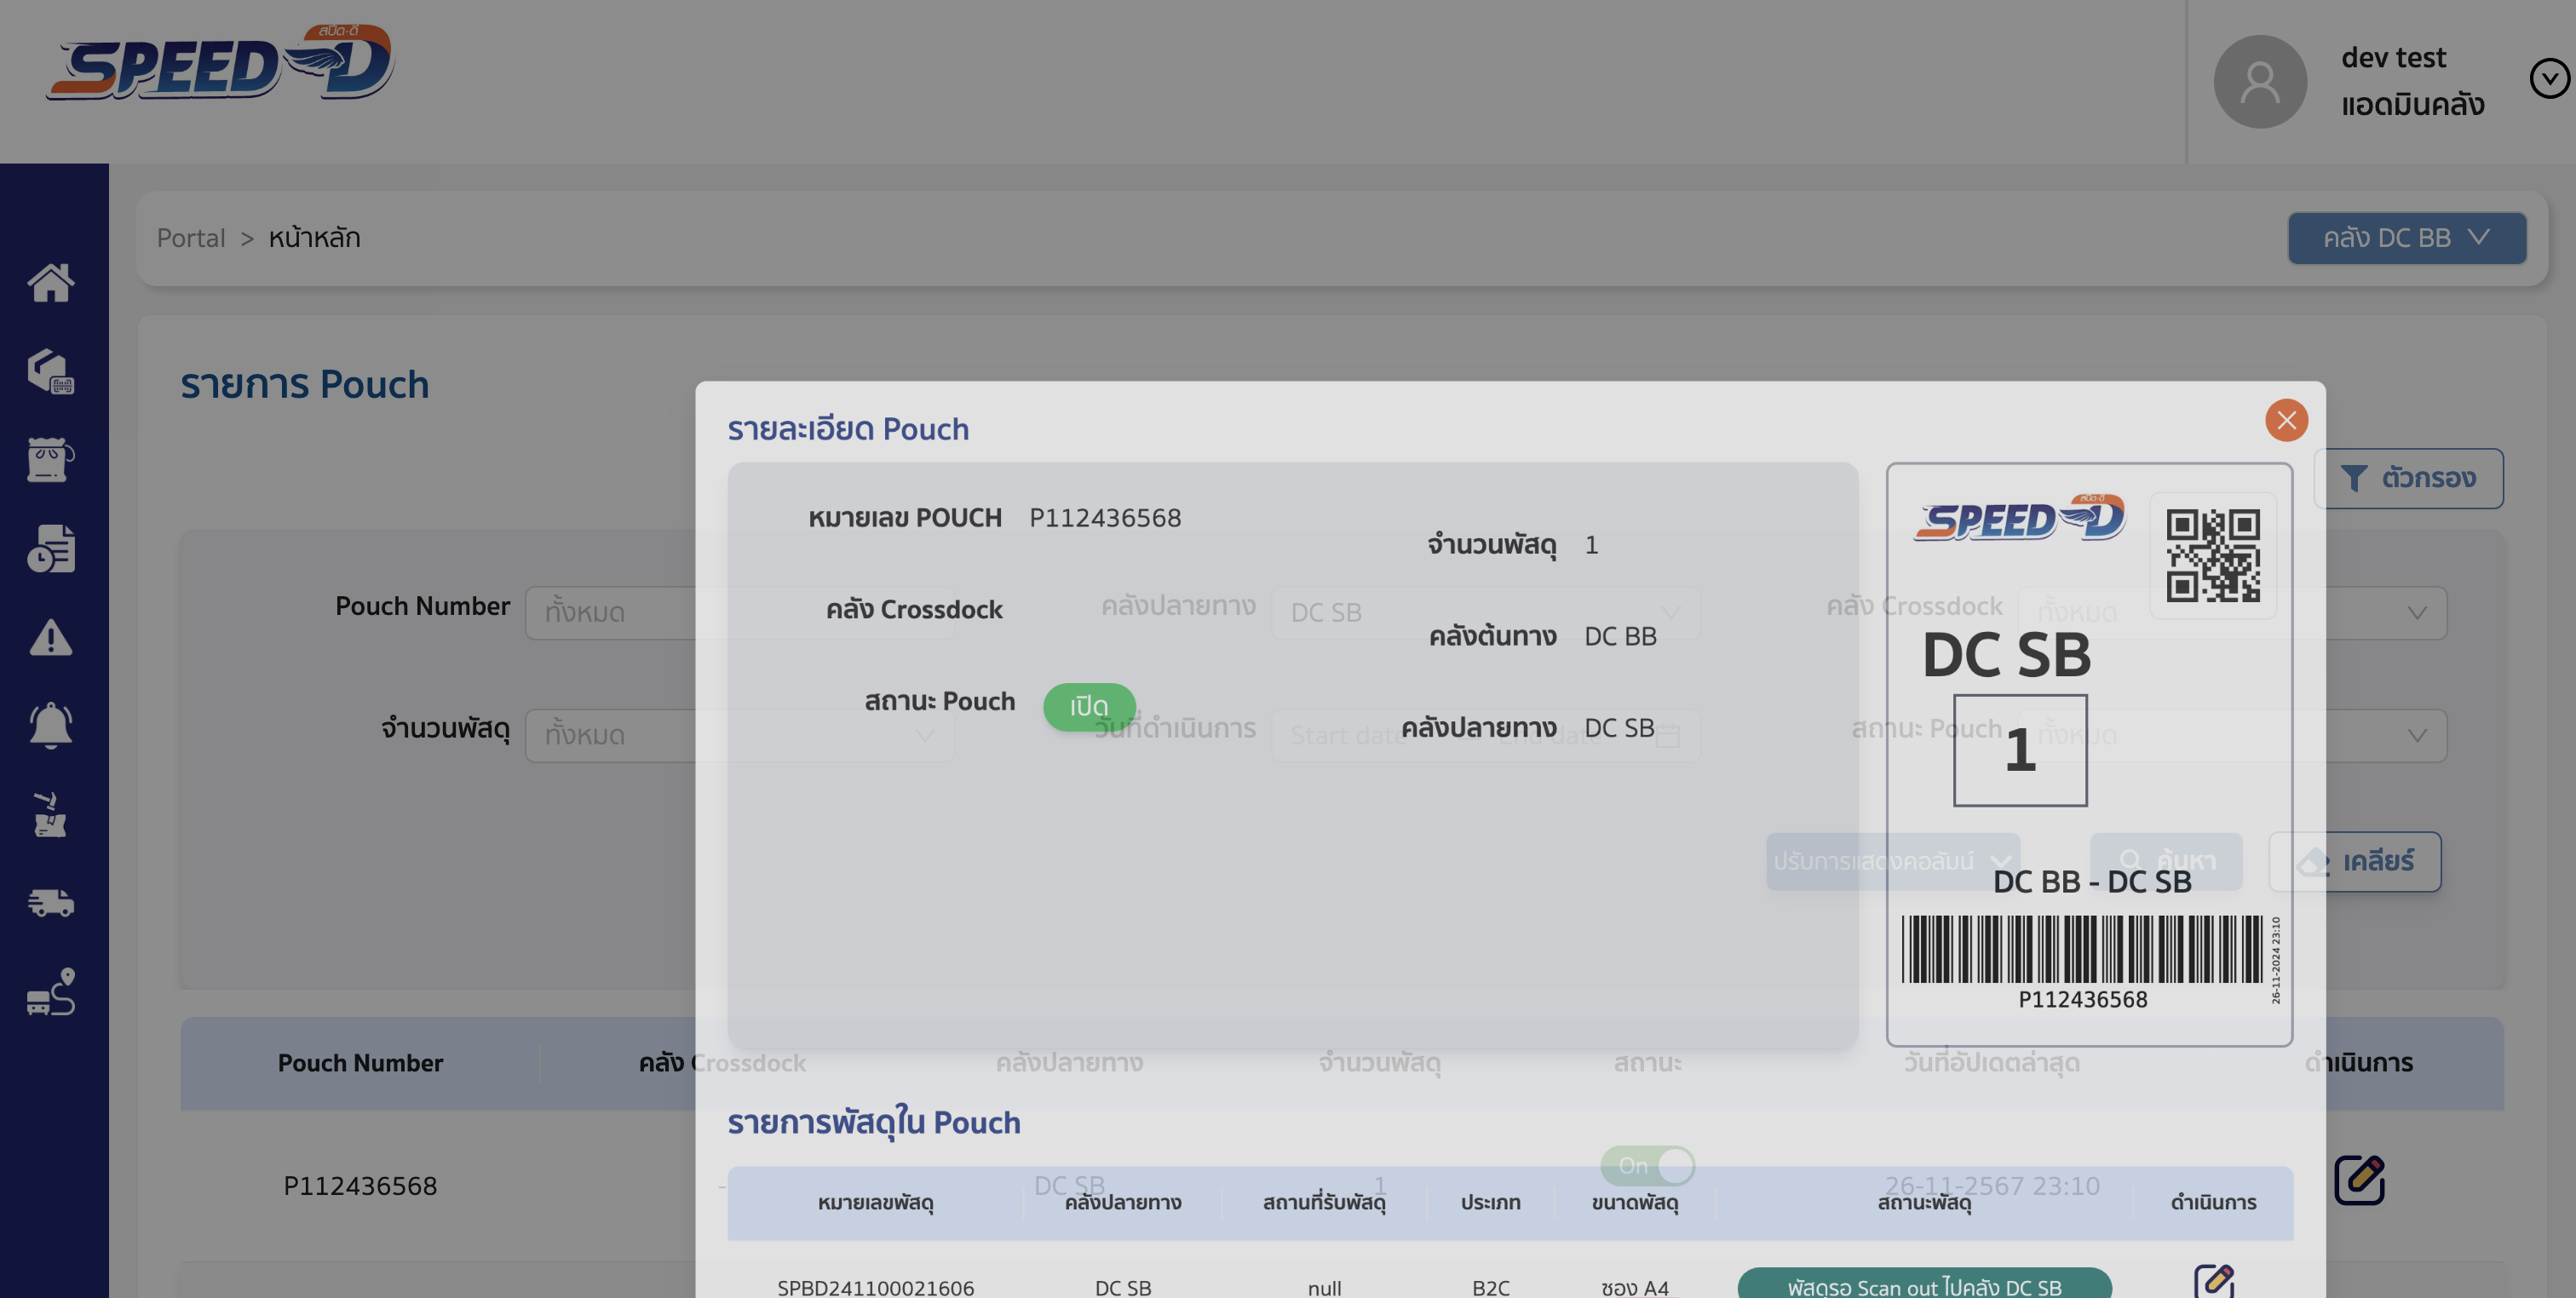 สปีด-ดี
SPEED-D
dev test
แอดมินคลัง
Portal > หน้าหลัก
คลัง DC BB
รายการ Pouch
ตัวกรอง
Pouch Number ทั้งหมด
คลังปลายทาง DC SB
คลัง Crossdock ทั้งหมด
จำนวนพัสดุ ทั้งหมด
วันที่ดำเนินการ Start date End date
สถานะ Pouch ทั้งหมด
ปรับการแสดงคอลัมน์
ค้นหา
เคลียร์
Pouch Number คลัง Crossdock คลังปลายทาง จำนวนพัสดุ สถานะ วันที่อัปเดตล่าสุด ดำเนินการ
P112436568 - DC SB 1 On 26-11-2567 23:10
รายละเอียด Pouch
หมายเลข POUCH P112436568
จำนวนพัสดุ 1
คลัง Crossdock
คลังต้นทาง DC BB
สถานะ Pouch เปิด
คลังปลายทาง DC SB
สปีด-ดี
SPEED-D
DC SB
1
DC BB - DC SB
P112436568
26-11-2024 23:10
รายการพัสดุใน Pouch
หมายเลขพัสดุ คลังปลายทาง สถานที่รับพัสดุ ประเภท ขนาดพัสดุ สถานะพัสดุ ดำเนินการ
SPBD241100021606 DC SB null B2C ซอง A4 พัสดุรอ Scan out ไปคลัง DC SB